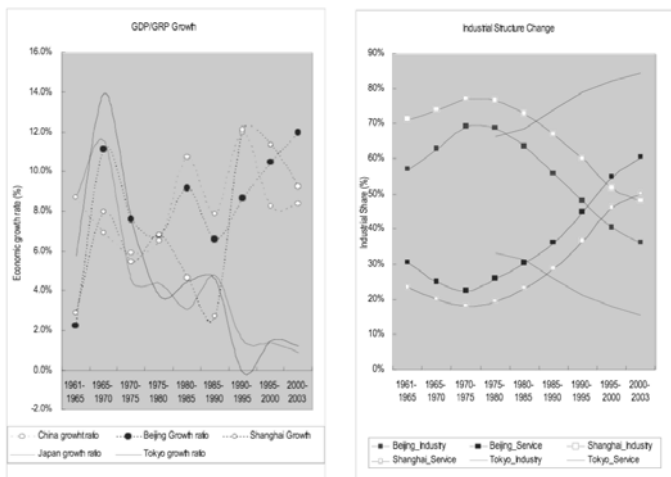 GDP/GRP Growth
Economic growth rate (%)
16.0%
14.0%
12.0%
10.0%
8.0%
6.0%
4.0%
2.0%
0.0%
-2.0%
1961- 1965- 1970- 1975- 1980- 1985- 1990- 1995- 2000-
1965 1970 1975 1980 1985 1990 1995 2000 2003
China growht ratio Beijing Growth ratio Shanghai Growth
Japan growth ratio Tokyo growth ratio
Industrial Structure Change
Industrial Share (%)
90%
80%
70%
60%
50%
40%
30%
20%
10%
1961- 1965- 1970- 1975- 1980- 1985- 1990- 1995- 2000-
1965 1970 1975 1980 1985 1990 1995 2000 2003
Beijing_Industry Beijing_Service Shanghai_Industry
Shanghai_Service Tokyo_Industry Tokyo_Service